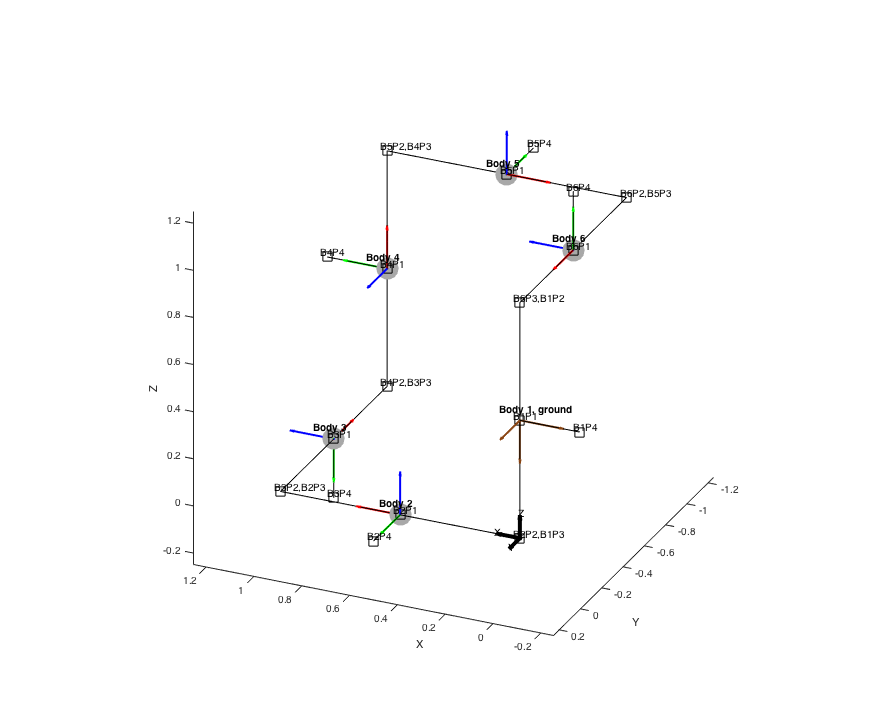 B5P4
B5P2,B4P3
Body 5
B5P1
B6P4
B6P2,B5P3
Body 6
B6P1
B4P4
Body 4
B4P1
1.2
1
0.8
0.6
0.4
0.2
0
-0.2
Z
B6P3,B1P2
B4P2,B3P3
Body 1, ground
B1P1
B1P4
Body 3
B3P1
B3P2,B2P3
B3P4
Body 2
B2P1
B2P4
Z
X
B2P2,B1P3
-1.2
-1
-0.8
-0.6
-0.4
-0.2
0
0.2
Y
1.2
1
0.8
0.6
0.4
0.2
0
-0.2
X